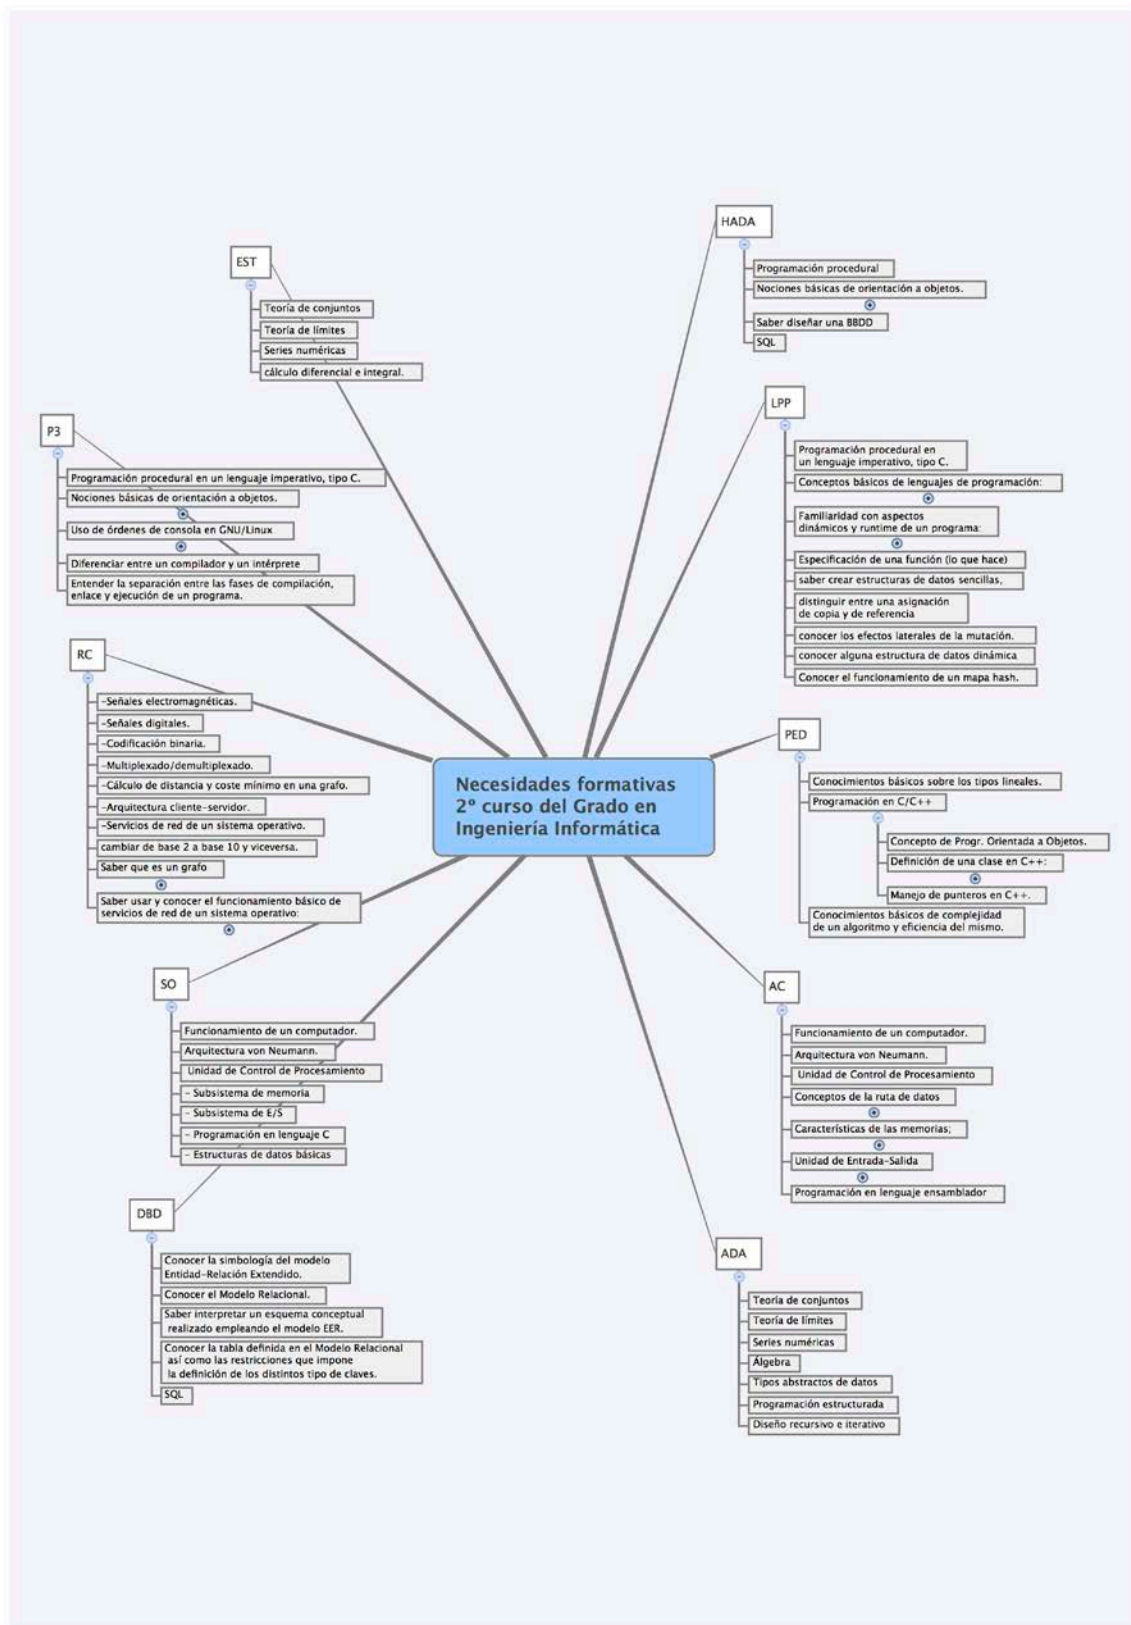 Necesidades formativas
2º curso del Grado en
Ingeniería Informática
HADA
Programación procedural
Nociones básicas de orientación a objetos.
Saber diseñar una BBDD
SQL
LPP
Programación procedural en
un lenguaje imperativo, tipo C.
Conceptos básicos de lenguajes de programación:
Familiaridad con aspectos
dinámicos y runtime de un programa:
Especificación de una función (lo que hace)
saber crear estructuras de datos sencillas,
distinguir entre una asignación
de copia y de referencia
conocer los efectos laterales de la mutación.
conocer alguna estructura de datos dinámica
Conocer el funcionamiento de un mapa hash.
PED
Conocimientos básicos sobre los tipos lineales.
Programación en C/C++
Concepto de Progr. Orientada a Objetos.
Definición de una clase en C++:
Manejo de punteros en C++.
Conocimientos básicos de complejidad
de un algoritmo y eficiencia del mismo.
AC
Funcionamiento de un computador.
Arquitectura von Neumann.
Unidad de Control de Procesamiento
Conceptos de la ruta de datos
Características de las memorias;
Unidad de Entrada-Salida
Programación en lenguaje ensamblador
ADA
Teoría de conjuntos
Teoría de límites
Series numéricas
Álgebra
Tipos abstractos de datos
Programación estructurada
Diseño recursivo e iterativo
EST
Teoría de conjuntos
Teoría de límites
Series numéricas
cálculo diferencial e integral.
P3
Programación procedural en un lenguaje imperativo, tipo C.
Nociones básicas de orientación a objetos.
Uso de órdenes de consola en GNU/Linux
Diferenciar entre un compilador y un intérprete
Entender la separación entre las fases de compilación,
enlace y ejecución de un programa.
RC
-Señales electromagnéticas.
-Señales digitales.
-Codificación binaria.
-Multiplexado/demultiplexado.
-Cálculo de distancia y coste mínimo en una grafo.
-Arquitectura cliente-servidor.
-Servicios de red de un sistema operativo.
cambiar de base 2 a base 10 y viceversa.
Saber que es un grafo
Saber usar y conocer el funcionamiento básico de
servicios de red de un sistema operativo:
SO
Funcionamiento de un computador.
Arquitectura von Neumann.
Unidad de Control de Procesamiento
- Subsistema de memoria
- Subsistema de E/S
- Programación en lenguaje C
- Estructuras de datos básicas
DBD
Conocer la simbología del modelo
Entidad-Relación Extendido.
Conocer el Modelo Relacional.
Saber interpretar un esquema conceptual
realizado empleando el modelo EER.
Conocer la tabla definida en el Modelo Relacional
así como las restricciones que impone
la definición de los distintos tipo de claves.
SQL